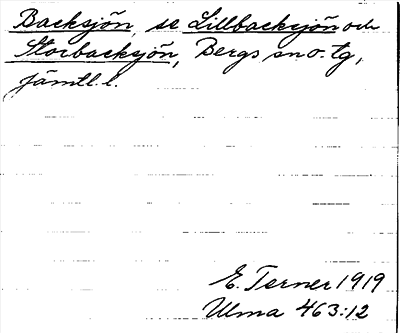 Backsjön, se Lillbacksjön och
Storbacksjön, Bergs sn o. tg,
Jämtl. l.
E. Terner 1919
Ulma 463:12